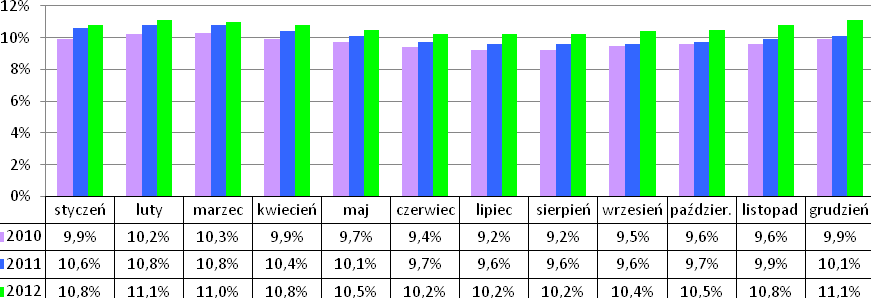 12%
10%
8%
6%
4%
2%
0%
styczeń luty marzec kwiecień maj czerwiec lipiec sierpień wrzesień paździer. listopad grudzień
2010 9,9% 10,2% 10,3% 9,9% 9,7% 9,4% 9,2% 9,2% 9,5% 9,6% 9,6% 9,9%
2011 10,6% 10,8% 10,8% 10,4% 10,1% 9,7% 9,6% 9,6% 9,6% 9,7% 9,9% 10,1%
2012 10,8% 11,1% 11,0% 10,8% 10,5% 10,2% 10,2% 10,2% 10,4% 10,5% 10,8% 11,1%